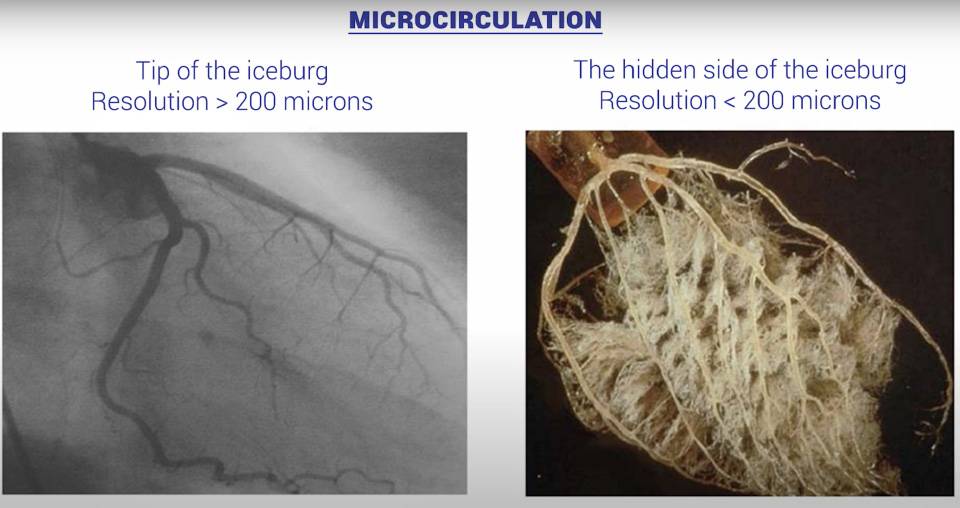 MICROCIRCULATION
Tip of the iceburg
Resolution > 200 microns
The hidden side of the iceburg
Resolution < 200 microns